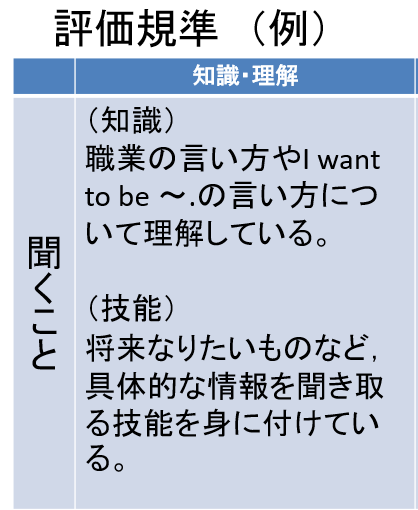 評価規準 （例）
知識・理解
聞くこと
（知識）
職業の言い方やI want
to be ～.の言い方につ
いて理解している。
（技能）
将来なりたいものなど，
具体的な情報を聞き取
る技能を身に付けてい
る。